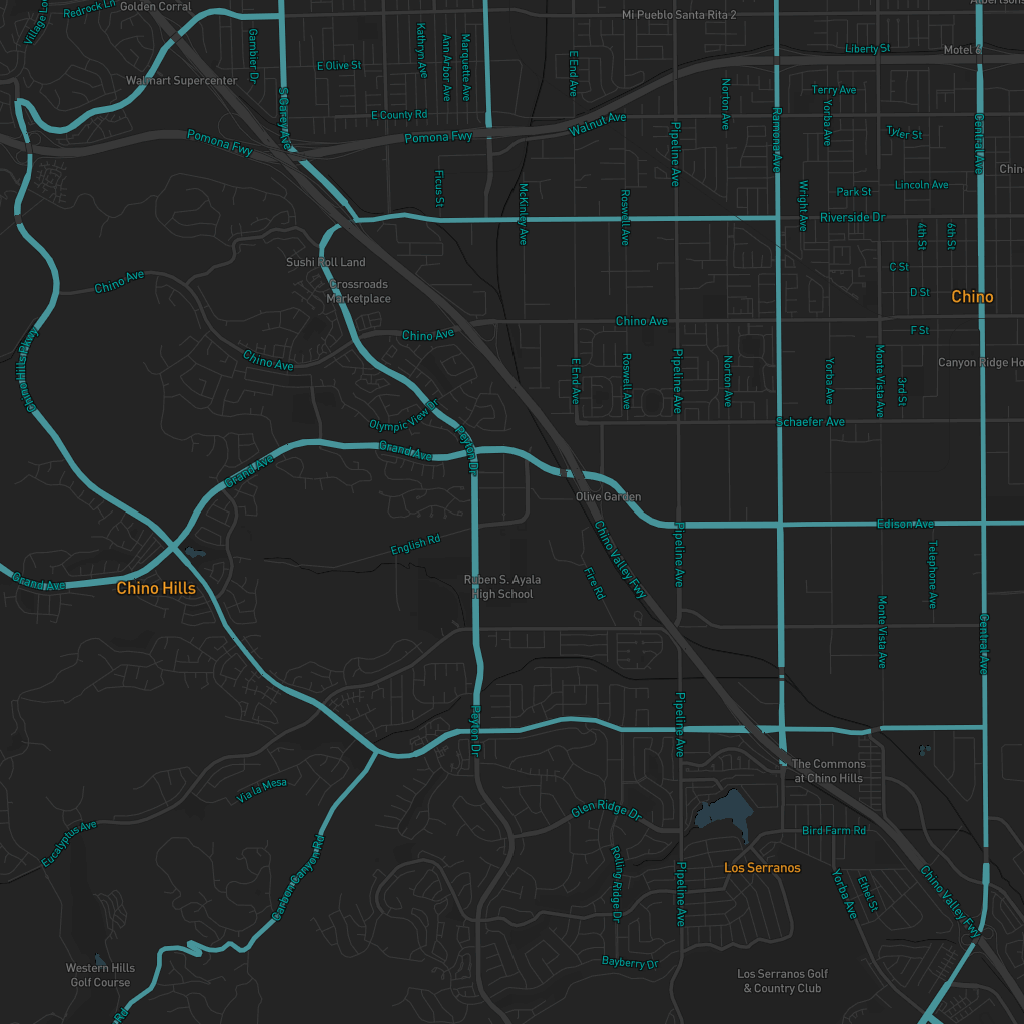 Albertsons
Golden Corral
Redrock Ln
Mi Pueblo Santa Rita 2
Kathryn Ave
Ann Arbor Ave
Marquette Ave
Gambier Dr
Liberty St
Motel 6
E Olive St
E End Ave
Walmart Supercenter
Terry Ave
Norton Ave
Yorba Ave
S Garey Ave
E County Rd
Walnut Ave
Tyler St
Pomona Fwy
Pomona Fwy
Pipeline Ave
Ramona Ave
Central Ave
Ficus St
McKinley Ave
Roswell Ave
Wright Ave
Park St
Lincoln Ave
Riverside Dr
4th St
6th St
Sushi Roll Land
C St
Chino Ave
Crossroads
Marketplace
D St
Chino
Chino Ave
Chino Ave
F St
Chino Hills Pkwy
Chino Ave
E End Ave
Roswell Ave
Pipeline Ave
Norton Ave
Yorba Ave
Monte Vista Ave
3rd St
Canyon Ridge Ho
Olympic View Dr
Schaefer Ave
Peyton Dr
Grand Ave
Grand Ave
Olive Garden
Edison Ave
English Rd
Chino Valley Fwy
Pipeline Ave
Telephone Ave
Grand Ave
Chino Hills
Ruben S. Ayala
High School
Fire Rd
Monte Vista Ave
Central Ave
Peyton Dr
Pipeline Ave
The Commons
at Chino Hills
Via la Mesa
Glen Ridge Dr
Bird Farm Rd
Eucalyptus Ave
Los Serranos
Carbon Canyon Rd
Rolling Ridge Dr
Pipeline Ave
Yorba Ave
Ethel St
Chino Valley Fwy
Western Hills
Golf Course
Bayberry Dr
Los Serranos Golf
& Country Club
Rd